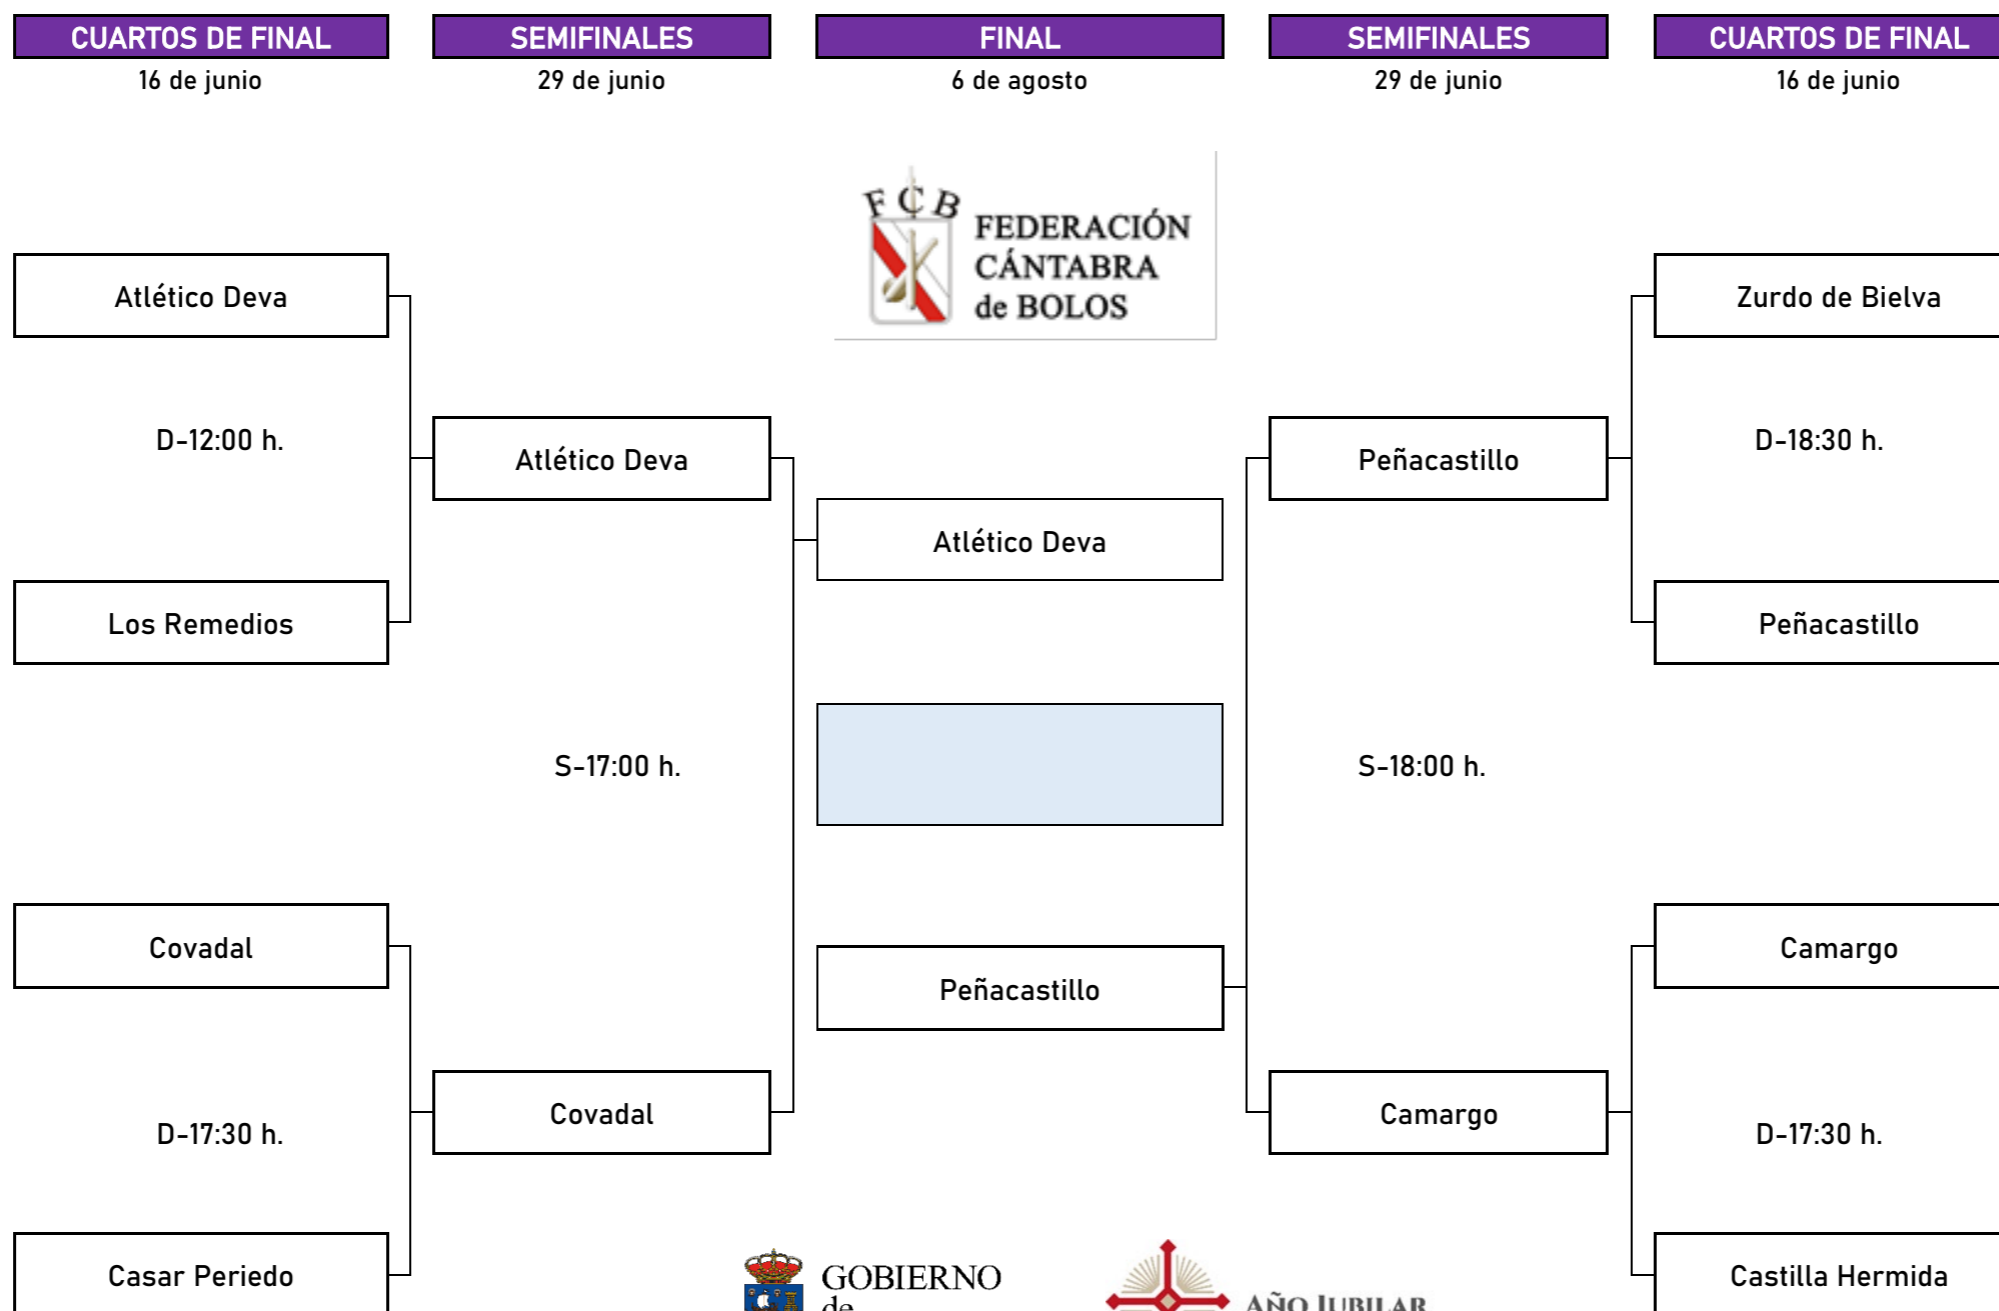 CUARTOS DE FINAL
SEMIFINALES
FINAL
SEMIFINALES
CUARTOS DE FINAL
16 de junio
29 de junio
6 de agosto
29 de junio
16 de junio
FCB
FEDERACIÓN
CÁNTABRA
de BOLOS
Atlético Deva
Zurdo de Bielva
D-12:00 h.
Atlético Deva
Peñacastillo
D-18:30 h.
Atlético Deva
Los Remedios
Peñacastillo
S-17:00 h.
S-18:00 h.
Covadal
Camargo
Peñacastillo
Covadal
Camargo
D-17:30 h.
D-17:30 h.
Casar Periedo
Castilla Hermida
GOBIERNO
de
AÑO JUBILAR